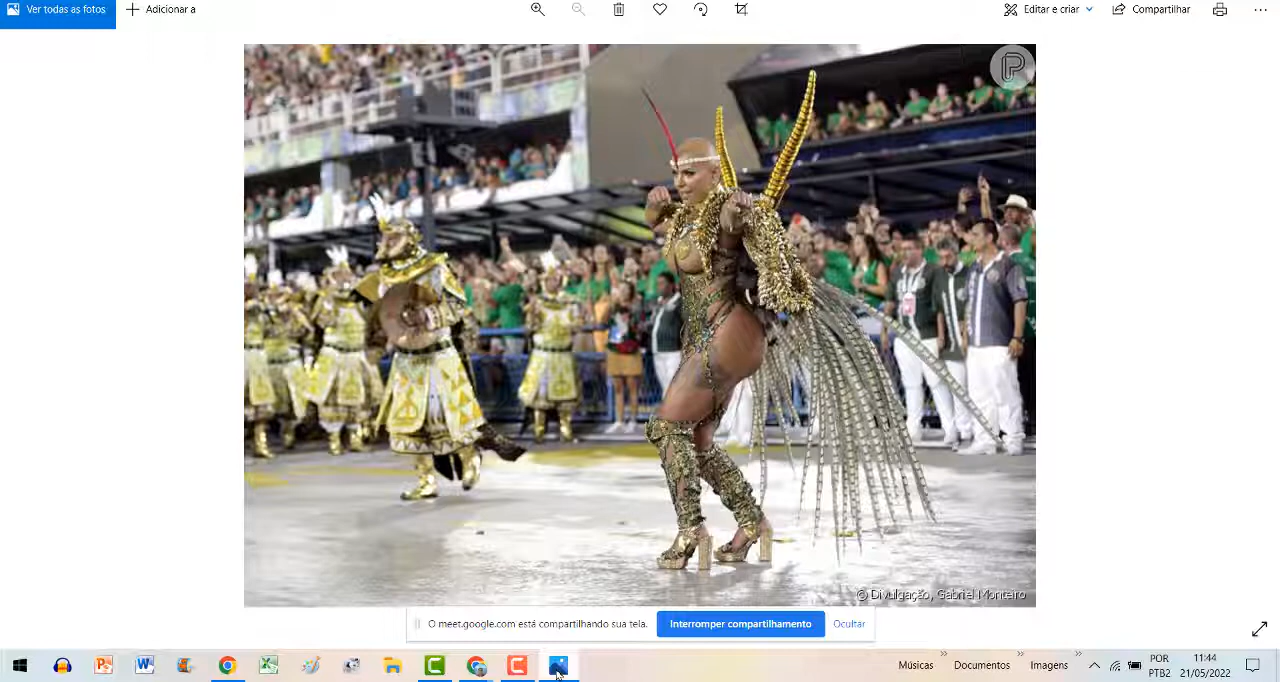 Ver todas as fotos
Adicionar a
Editar e criar
Compartilhar
P
© Divulgação, Gabriel Monteiro
O meet.google.com está compartilhando sua tela.
Interromper compartilhamento
Ocultar
Músicas
Documentos
Imagens
POR
PTB2
11:44
21/05/2022